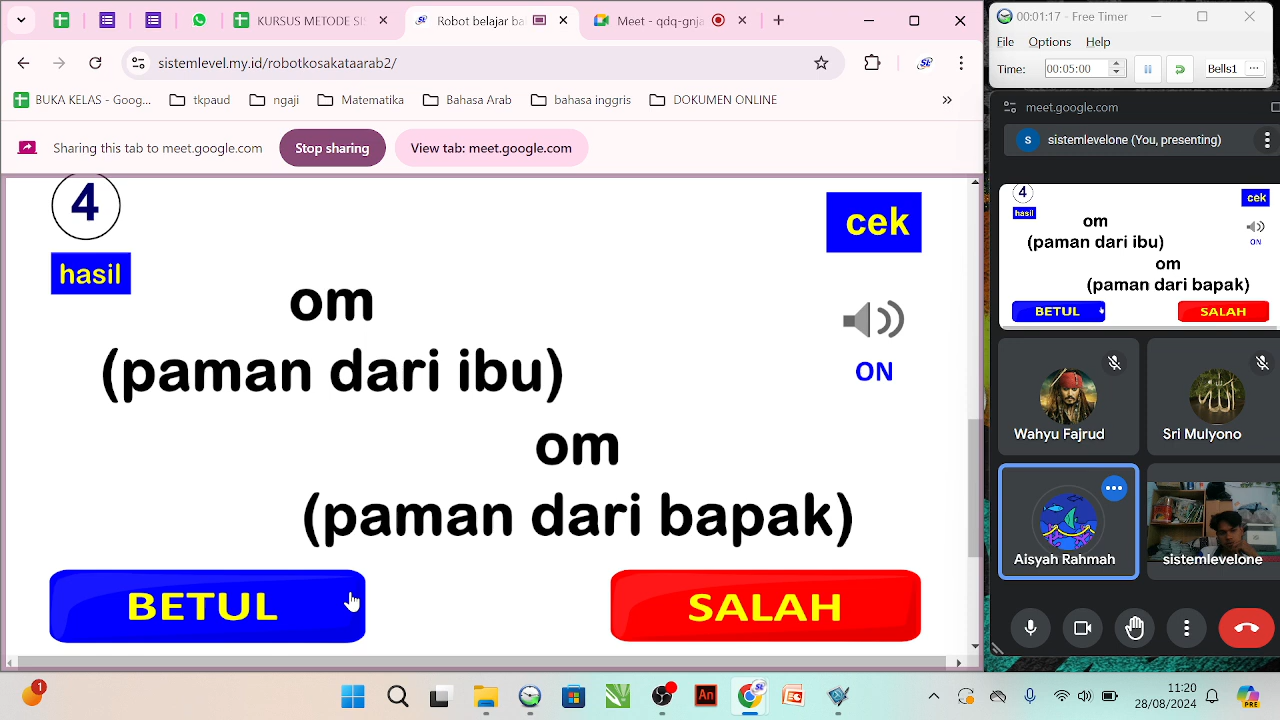 KURSUS METODE S
Robot belajar ba
Meet - qdq-gnja
sistemlevel.my.id/robotkosakataarab2/
BUKA KELAS - Goog...
tkpaud
Matematika
Bahasa Arab
bahasa inggris
DOKUMEN ONLINE
Sharing this tab to meet.google.com
Stop sharing
View tab: meet.google.com
4
cek
hasil
om
(paman dari ibu)
ON
om
(paman dari bapak)
BETUL
SALAH
00:01:17 - Free Timer
File Options Help
Time: 00:05:00 Bells1 ...
meet.google.com
S sistemlevelone (You, presenting)
4
cek
hasil
om
(paman dari ibu)
ON
om
(paman dari bapak)
BETUL
SALAH
Wahyu Fajrud
Sri Mulyono
Aisyah Rahmah
sistemlevelone
1
An
11:20
28/08/2024
PRE